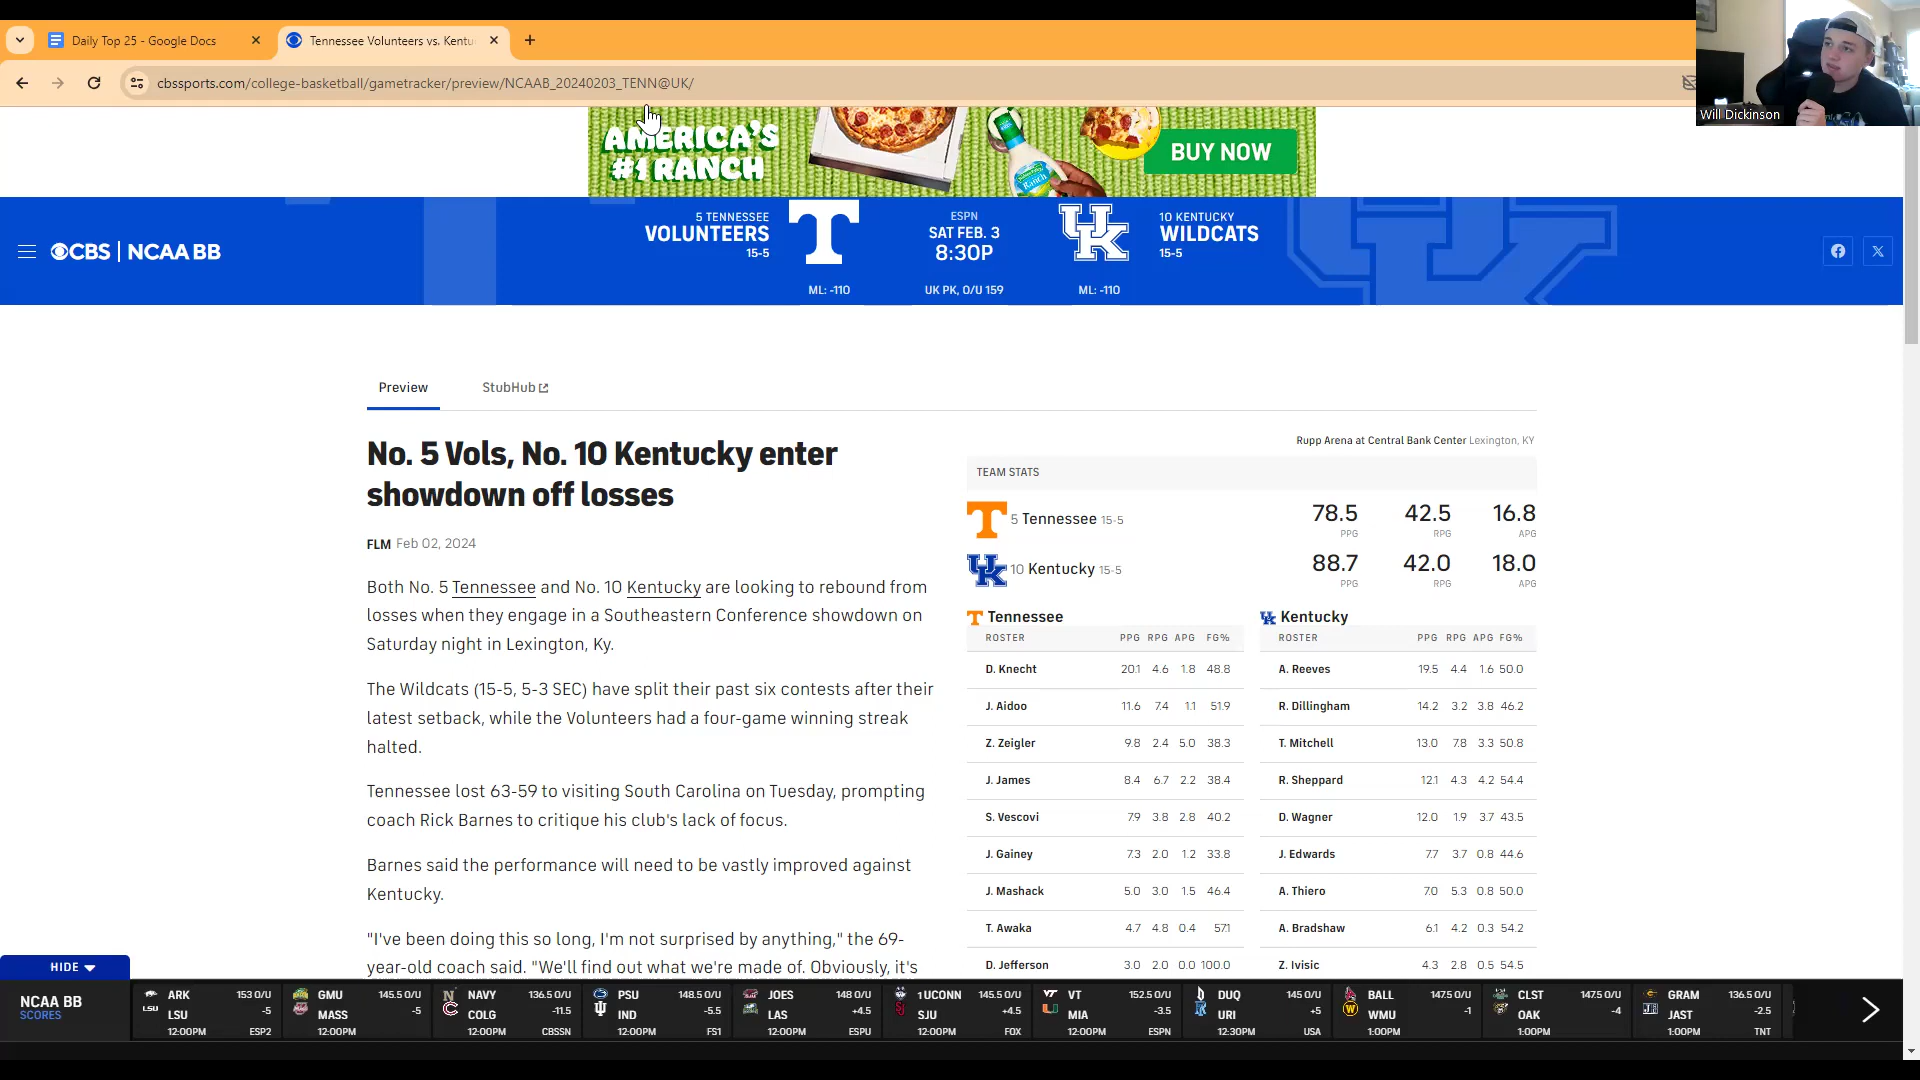 Daily Top 25 - Google Docs
Tennessee Volunteers vs. Kentu
cbssports.com/college-basketball/gametracker/preview/NCAAB_20240203_TENN@UK/
Will Dickinson
AMERICA'S
#1 RANCH
BUY NOW
Ranch
CBS | NCAA BB
5 TENNESSEE
VOLUNTEERS
15-5
ML: -110
ESPN
SAT FEB. 3
8:30P
UK PK, O/U 159
10 KENTUCKY
WILDCATS
15-5
ML: -110
Preview
StubHub
No. 5 Vols, No. 10 Kentucky enter
showdown off losses
FLM Feb 02, 2024
Both No. 5 Tennessee and No. 10 Kentucky are looking to rebound from
losses when they engage in a Southeastern Conference showdown on
Saturday night in Lexington, Ky.
The Wildcats (15-5, 5-3 SEC) have split their past six contests after their
latest setback, while the Volunteers had a four-game winning streak
halted.
Tennessee lost 63-59 to visiting South Carolina on Tuesday, prompting
coach Rick Barnes to critique his club's lack of focus.
Barnes said the performance will need to be vastly improved against
Kentucky.
"I've been doing this so long, I'm not surprised by anything," the 69-
year-old coach said. "We'll find out what we're made of. Obviously, it's
Rupp Arena at Central Bank Center Lexington, KY
TEAM STATS
5 Tennessee 15-5 78.5 42.5 16.8
PPG RPG APG
10 Kentucky 15-5 88.7 42.0 18.0
PPG RPG APG
Tennessee
ROSTER PPG RPG APG FG%
D. Knecht 20.1 4.6 1.8 48.8
J. Aidoo 11.6 7.4 1.1 51.9
Z. Zeigler 9.8 2.4 5.0 38.3
J. James 8.4 6.7 2.2 38.4
S. Vescovi 7.9 3.8 2.8 40.2
J. Gainey 7.3 2.0 1.2 33.8
J. Mashack 5.0 3.0 1.5 46.4
T. Awaka 4.7 4.8 0.4 57.1
D. Jefferson 3.0 2.0 0.0 100.0
Kentucky
ROSTER PPG RPG APG FG%
A. Reeves 19.5 4.4 1.6 50.0
R. Dillingham 14.2 3.2 3.8 46.2
T. Mitchell 13.0 7.8 3.3 50.8
R. Sheppard 12.1 4.3 4.2 54.4
D. Wagner 12.0 1.9 3.7 43.5
J. Edwards 7.7 3.7 0.8 44.6
A. Thiero 7.0 5.3 0.8 50.0
A. Bradshaw 6.1 4.2 0.3 54.2
Z. Ivisic 4.3 2.8 0.5 54.5
HIDE
NCAA BB
SCORES
ARK 153 O/U
LSU -5
12:00PM ESP2
GMU 145.5 O/U
MASS -5
12:00PM
NAVY 136.5 O/U
COLG -11.5
12:00PM CBSSN
PSU 148.5 O/U
IND -5.5
12:00PM FS1
JOES 148 O/U
LAS +4.5
12:00PM ESPU
1 UCONN 145.5 O/U
SJU +4.5
12:00PM FOX
VT 152.5 O/U
MIA -3.5
12:00PM ESPN
DUQ 145 O/U
URI +5
12:30PM USA
BALL 147.5 O/U
WMU -1
1:00PM
CLST 147.5 O/U
OAK -4
1:00PM
GRAM 136.5 O/U
JAST -2.5
1:00PM TNT